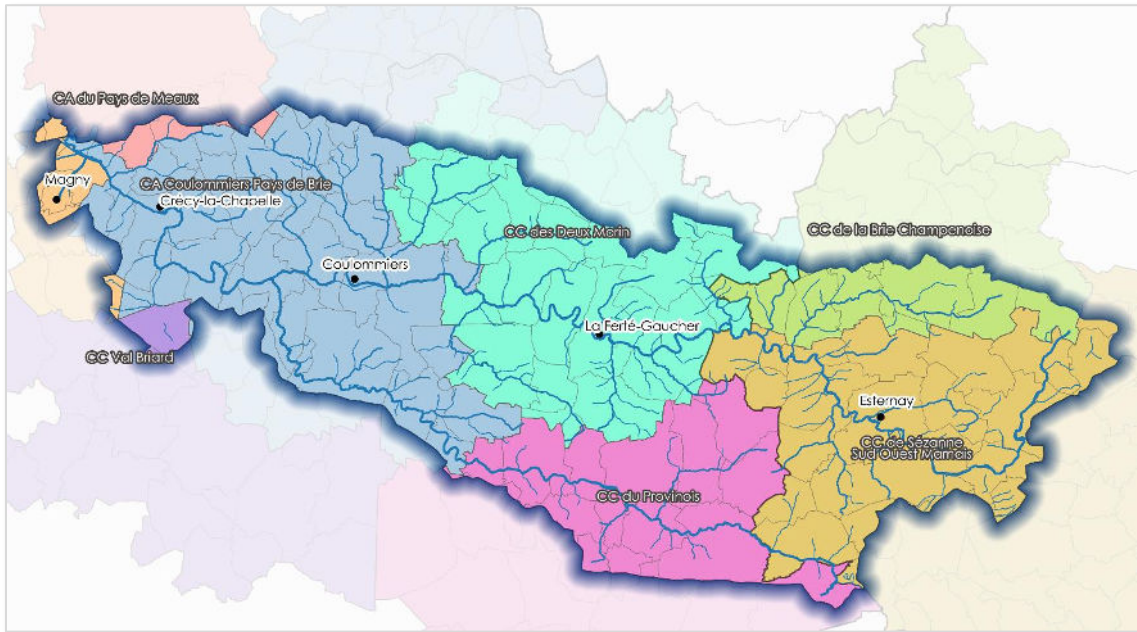 CA du Pays de Meaux
Magny
CA Coulommiers Pays de Brie
Crécy-la-Chapelle
CC des Deux Morin
CC de la Brie Champenoise
Coulommiers
La Ferté-Gaucher
CC Val Briard
Esternay
CC de Sézanne
Sud Ouest Marnais
CC du Provinois